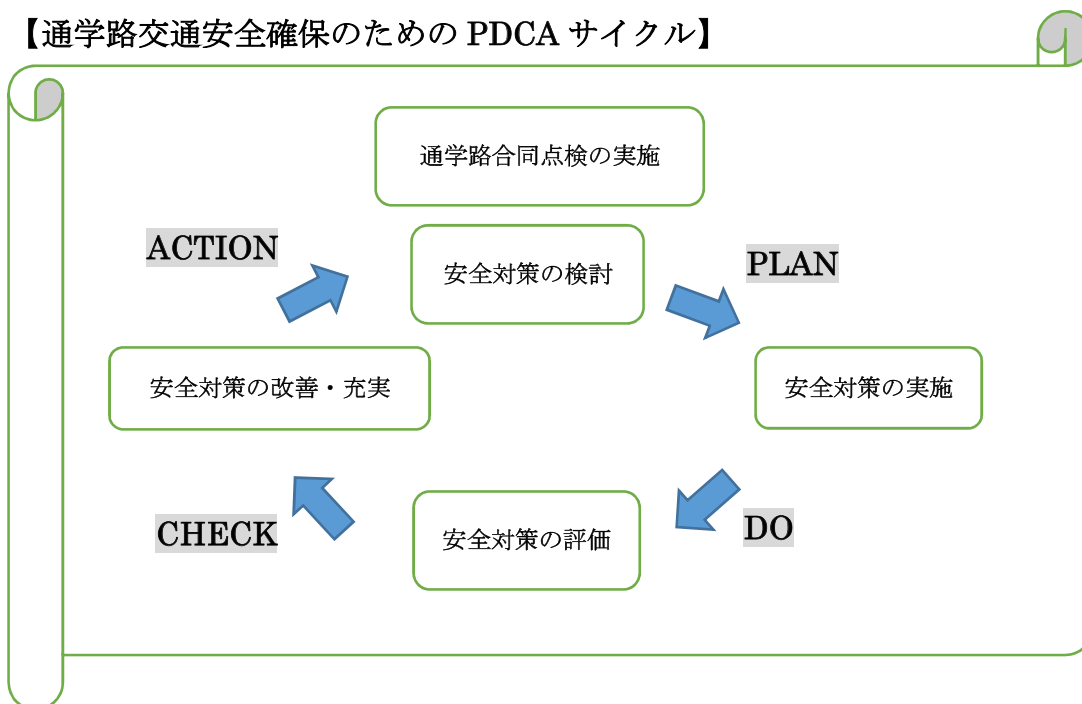 【通学路交通安全確保のための PDCA サイクル】
通学路合同点検の実施
ACTION
安全対策の検討
PLAN
安全対策の改善・充実
安全対策の実施
CHECK
安全対策の評価
DO